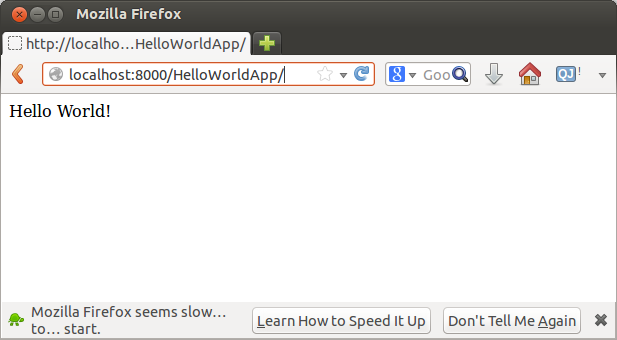 Mozilla Firefox
http://localho…HelloWorldApp/
localhost:8000/HelloWorldApp/
8 Goo
QJ!
Hello World!
Mozilla Firefox seems slow…
to… start.
Learn How to Speed It Up
Don't Tell Me Again